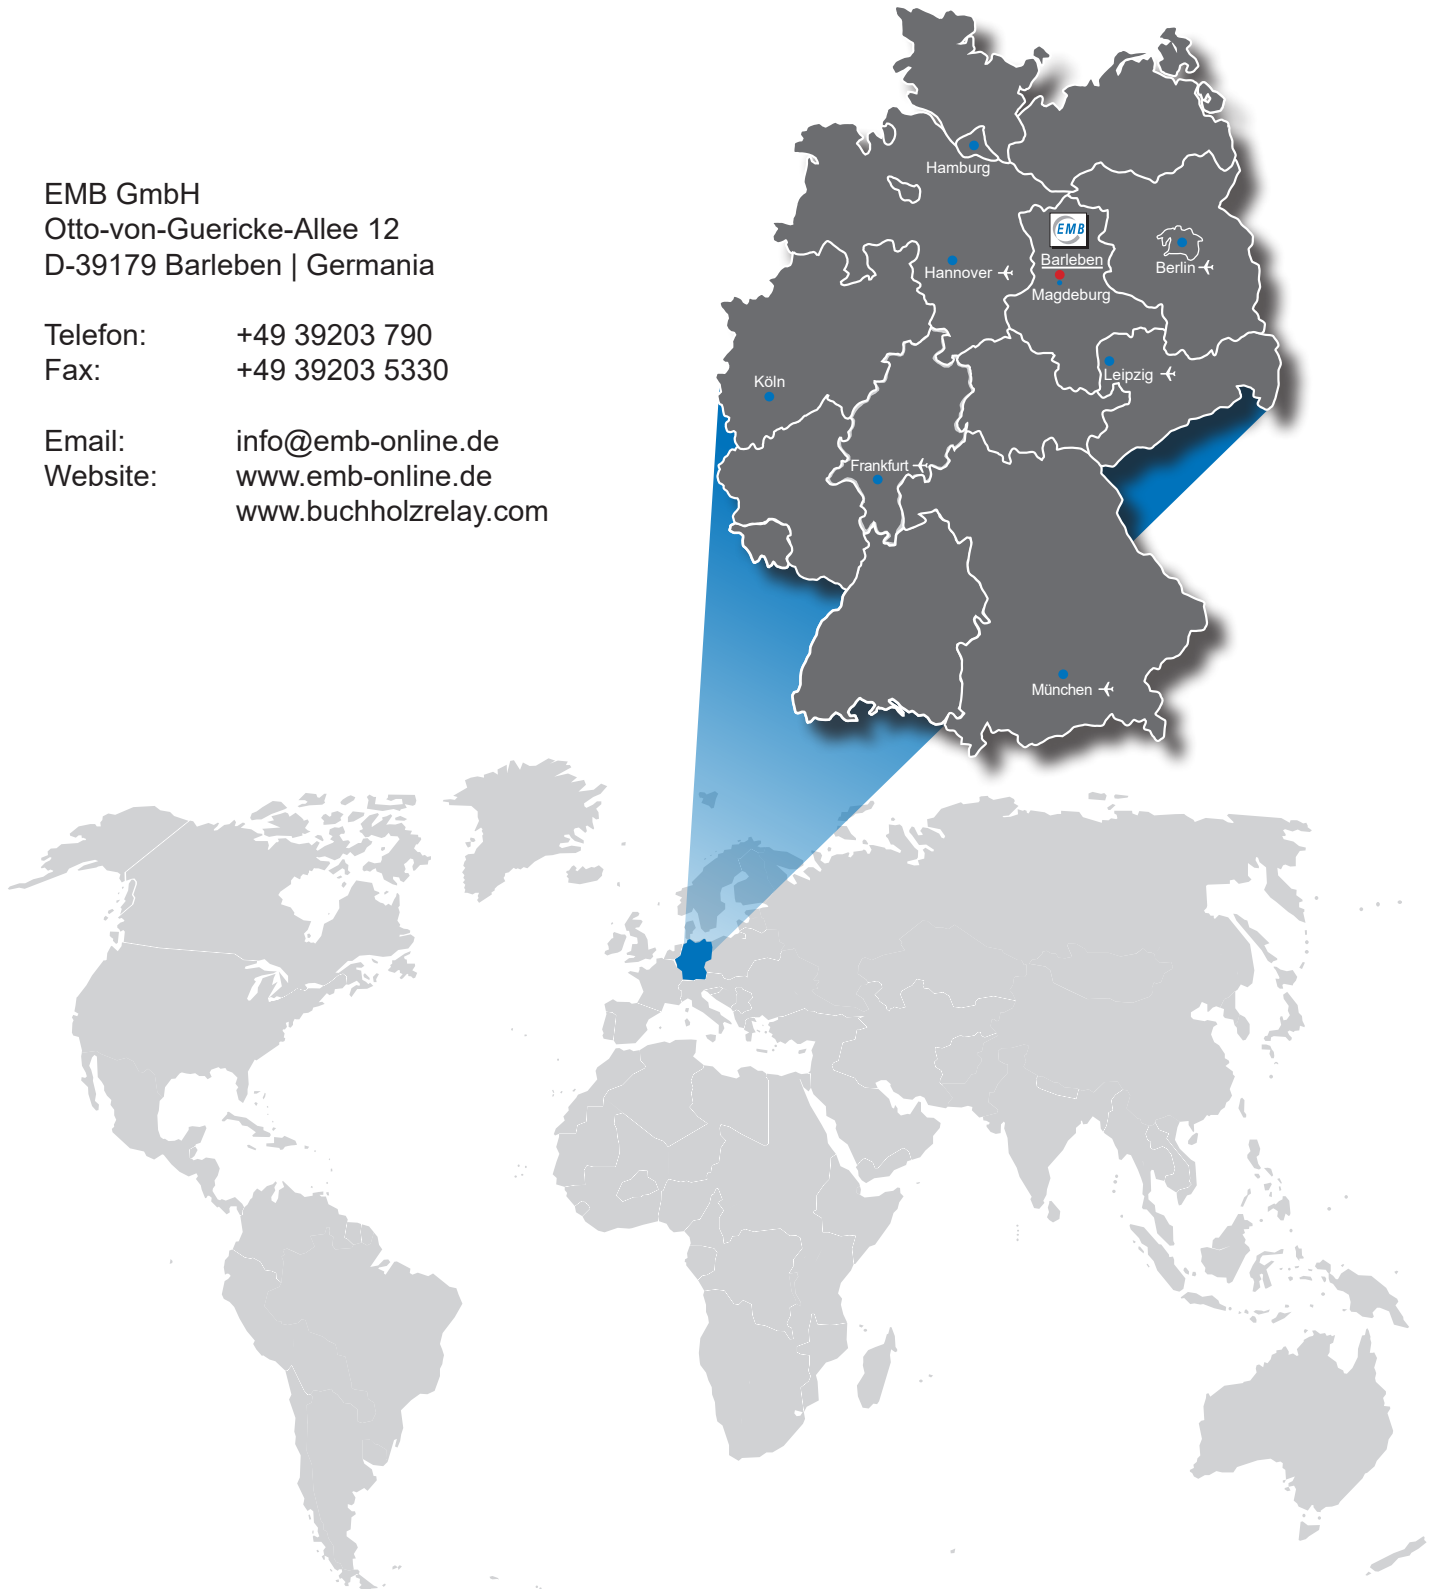 EMB GmbH
Otto-von-Guericke-Allee 12
D-39179 Barleben | Germania
Telefon: +49 39203 790
Fax: +49 39203 5330
Email: info@emb-online.de
Website: www.emb-online.de
www.buchholzrelay.com
Hamburg
EMB
Barleben
Hannover
Berlin
Magdeburg
Leipzig
Köln
Frankfurt
München